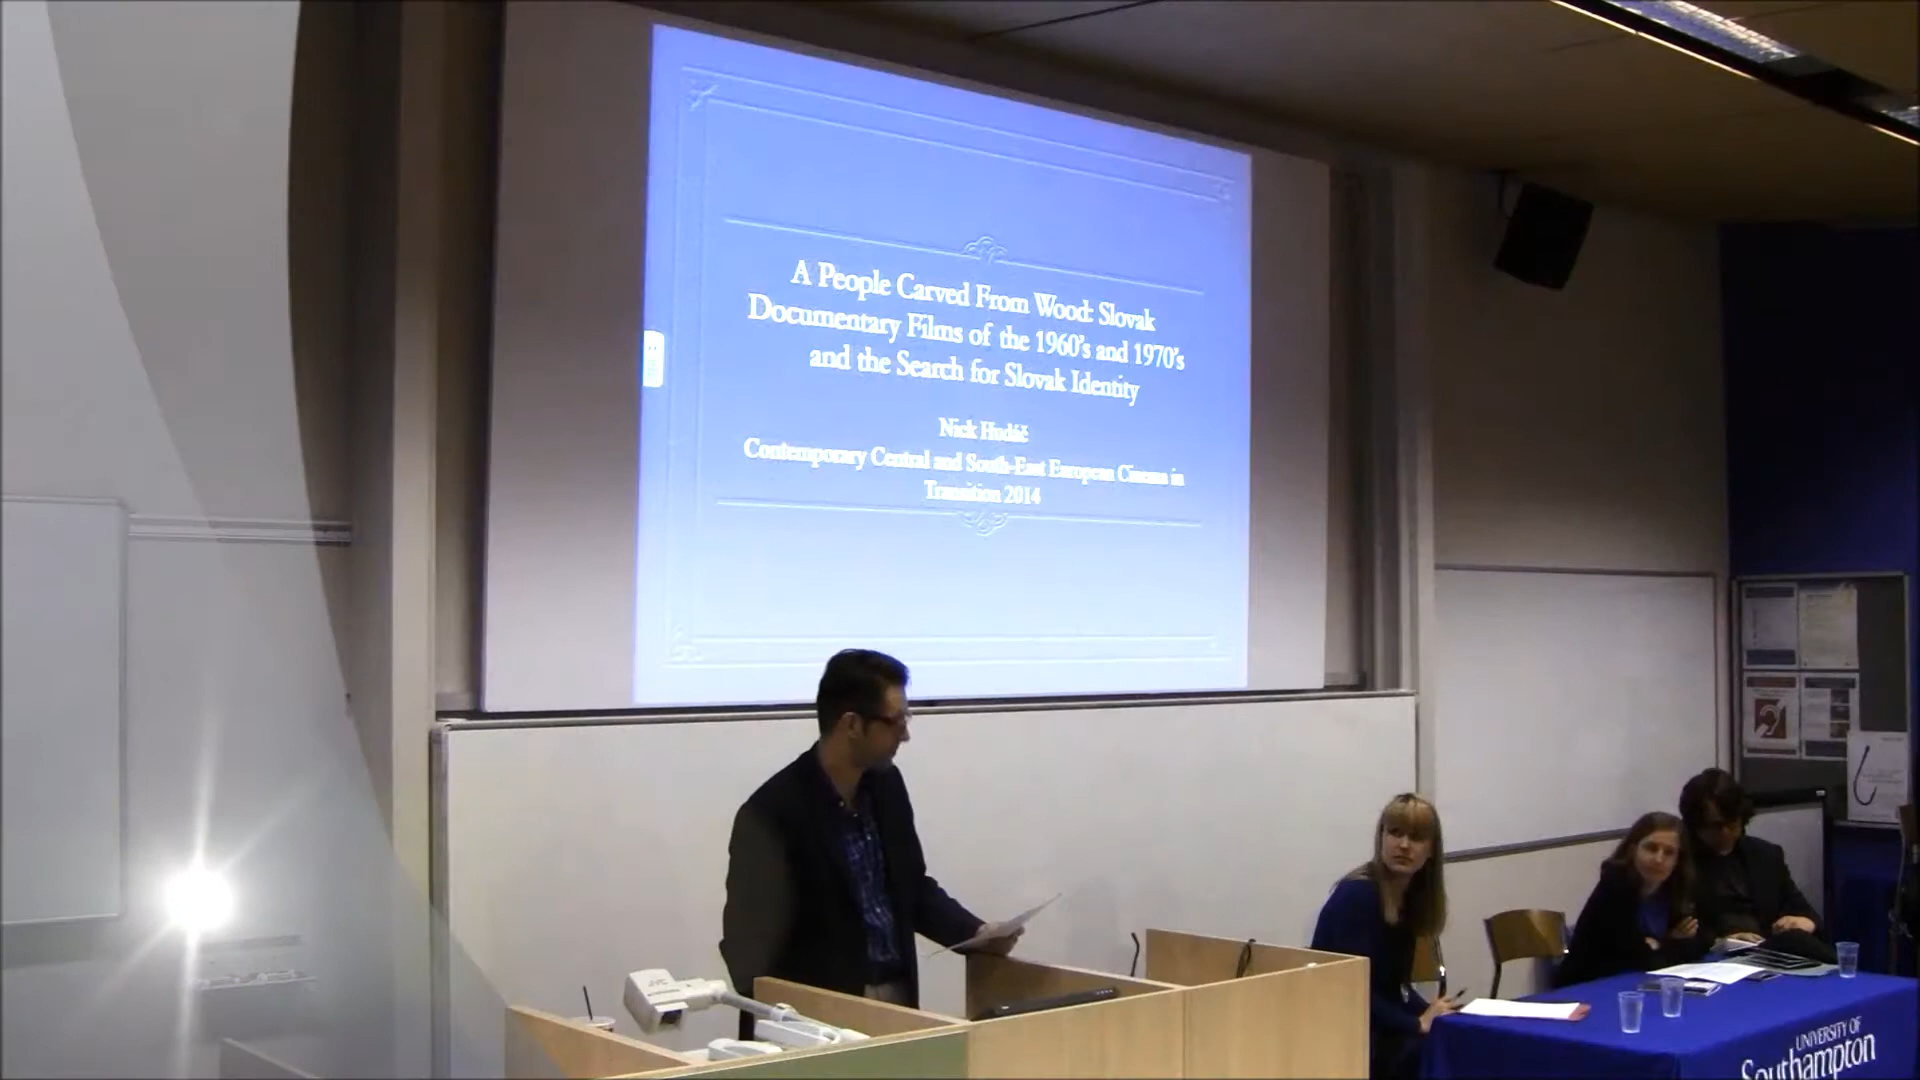 A People Carved From Wood: Slovak
Documentary Films of the 1960's and 1970's
and the Search for Slovak Identity
Nick Hudáč
Contemporary Central and South-East European Cinema in
Transition 2014
JVC
UNIVERSITY OF
Southampton